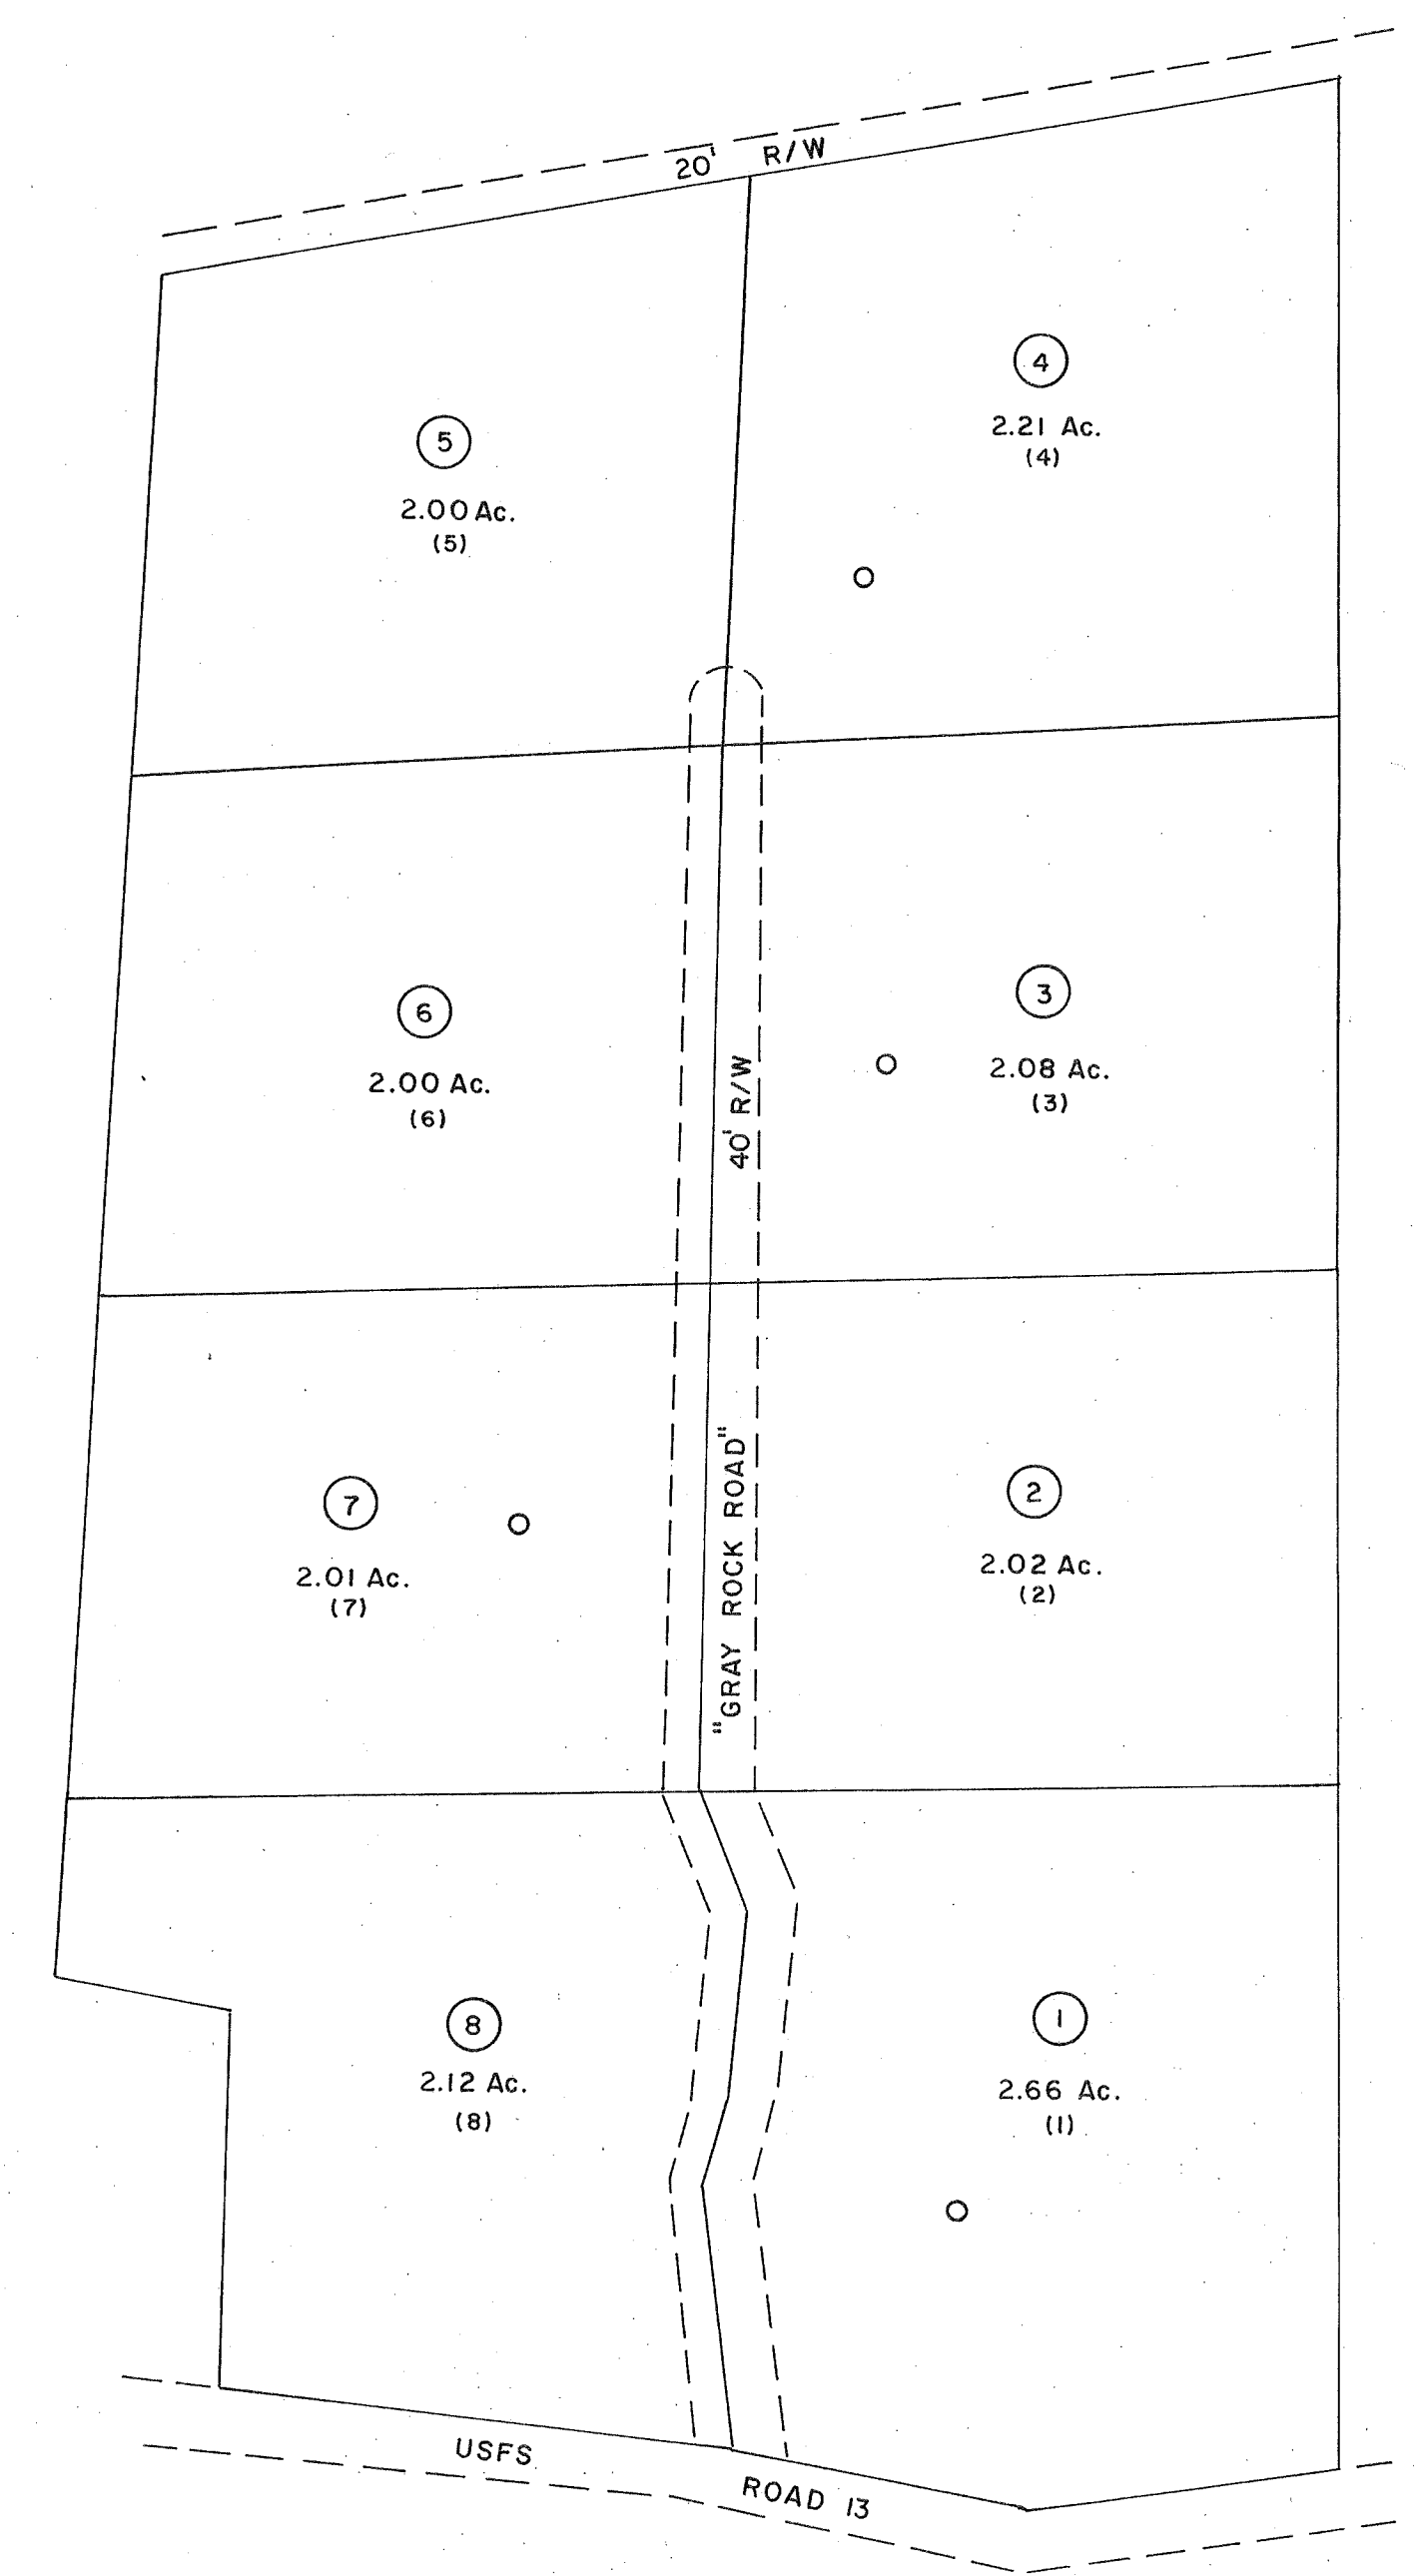 20' R/W
4
2.21 Ac.
(4)
5
2.00 Ac.
(5)
3
2.08 Ac.
(3)
6
2.00 Ac.
(6)
40' R/W
2
2.02 Ac.
(2)
7
2.01 Ac.
(7)
"GRAY ROCK ROAD"
8
2.12 Ac.
(8)
1
2.66 Ac.
(1)
USFS ROAD 13